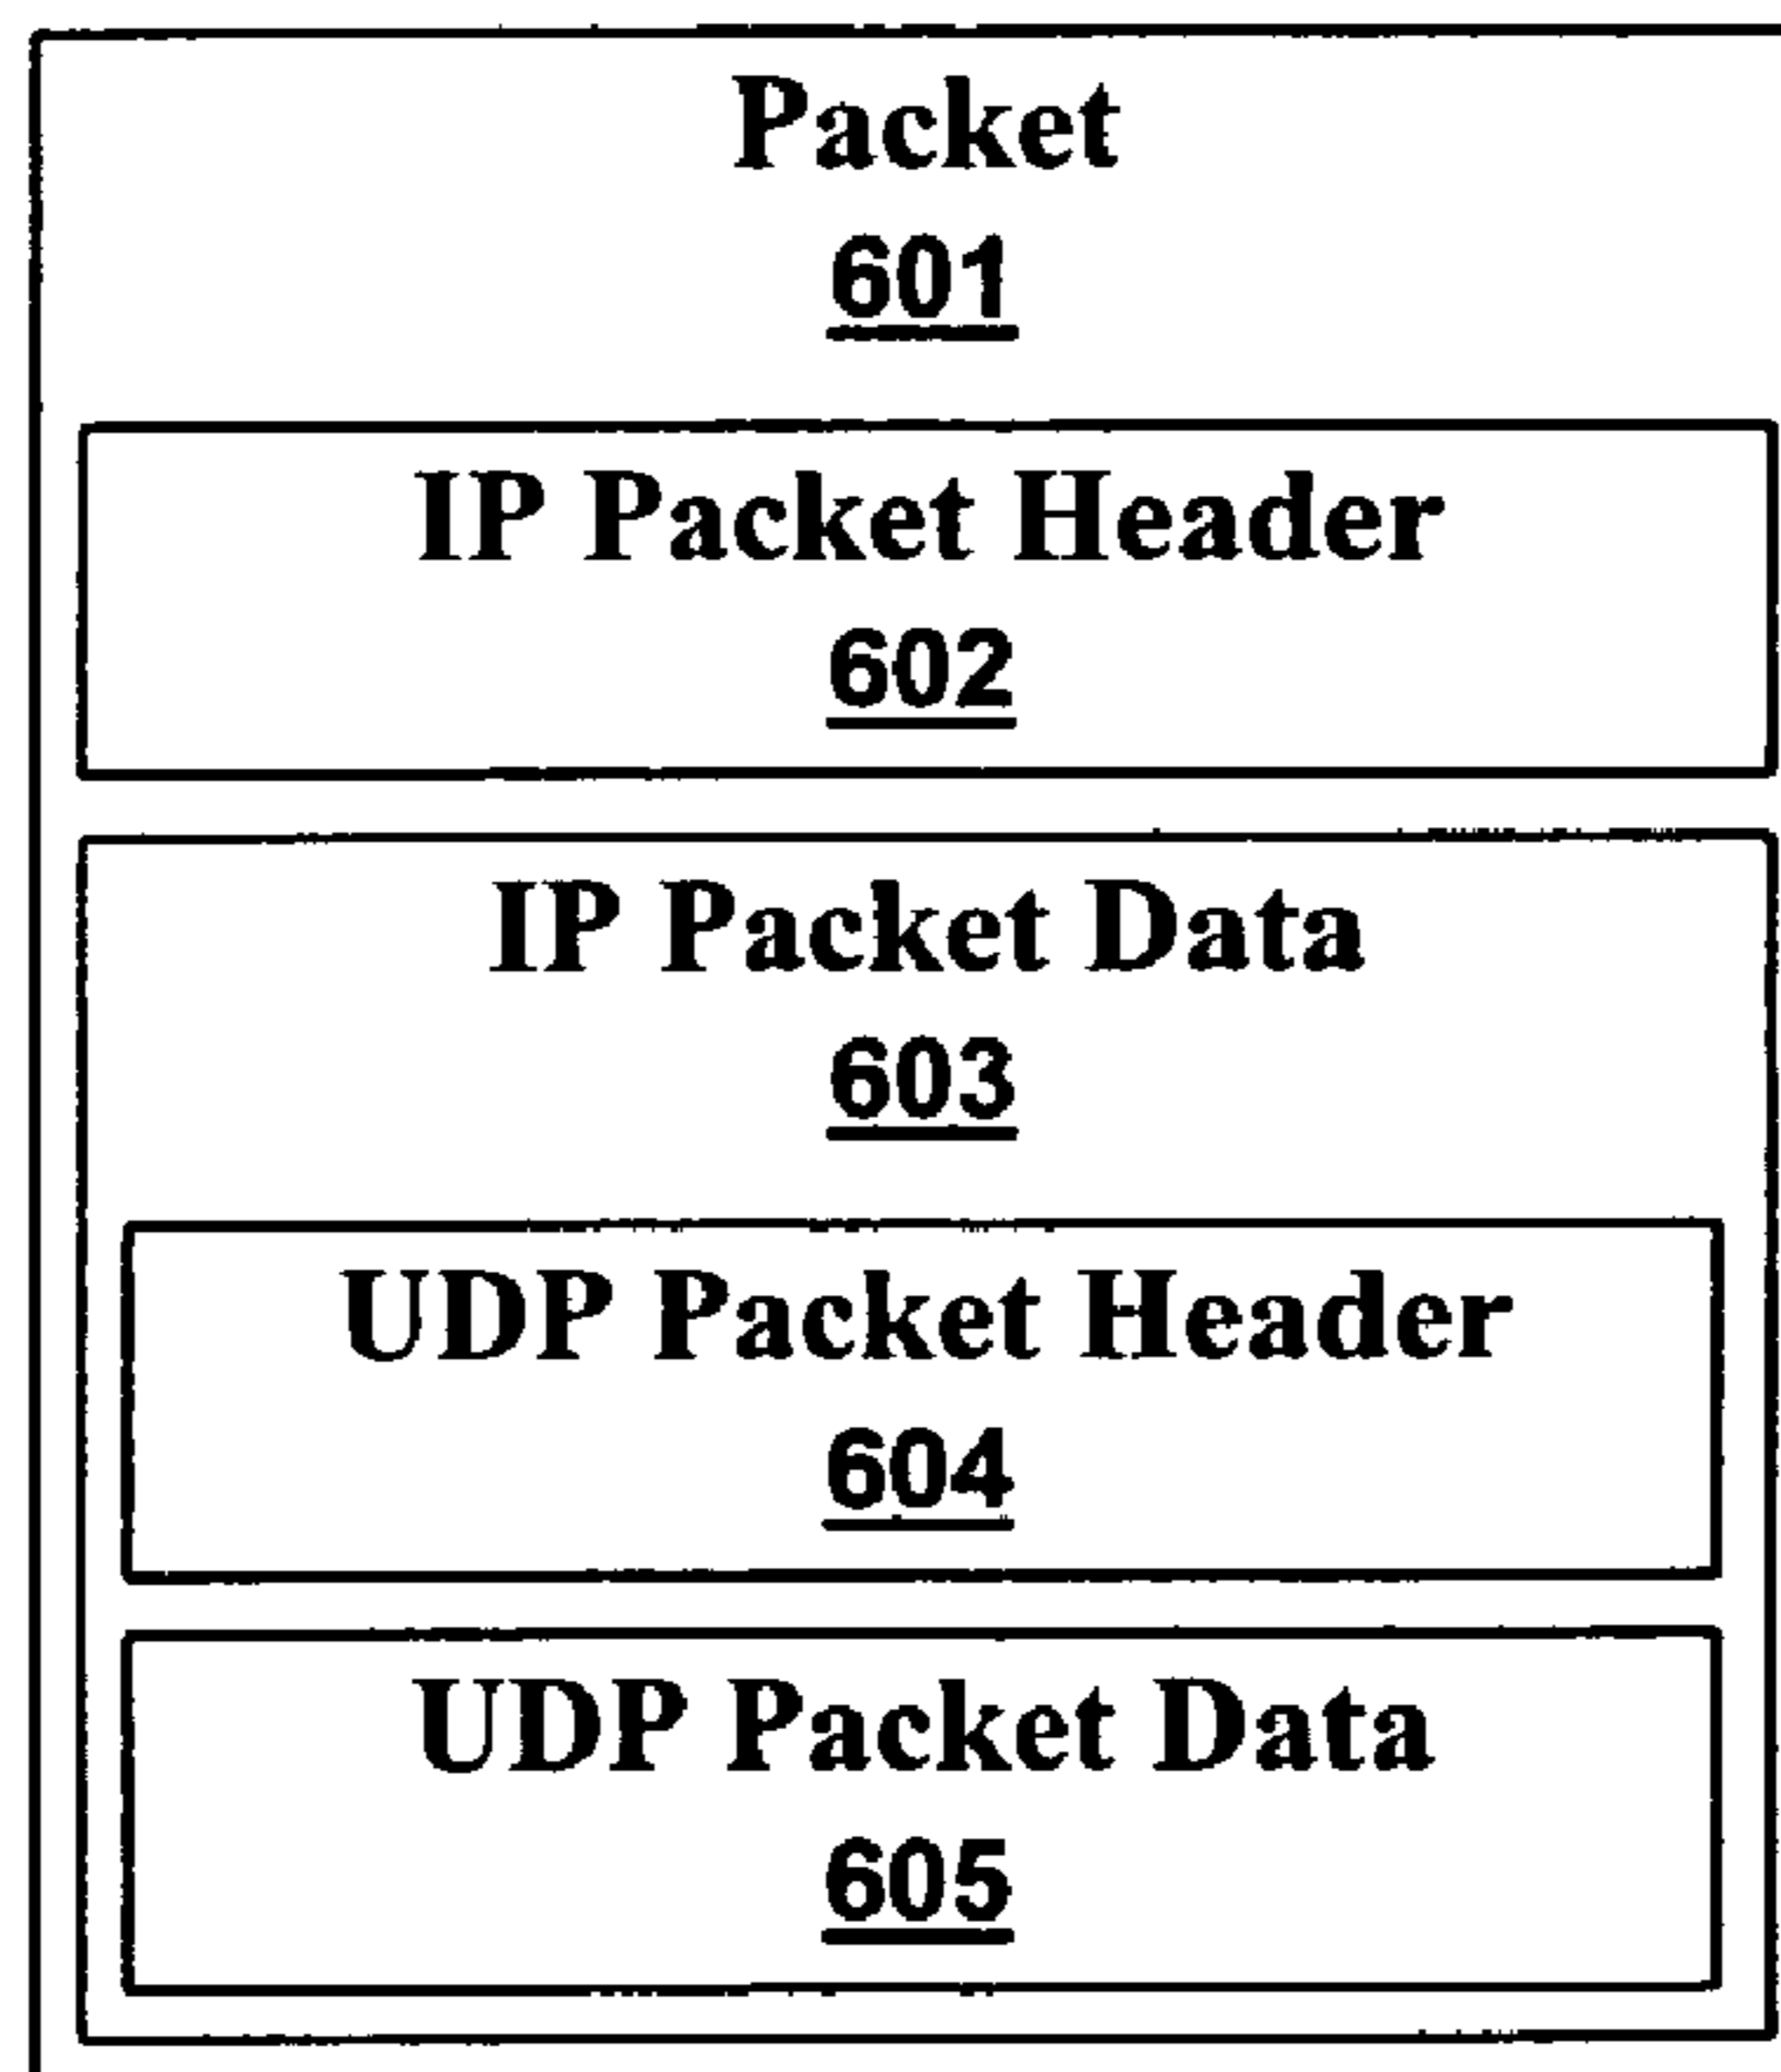 Packet
601
IP Packet Header
602
IP Packet Data
603
UDP Packet Header
604
UDP Packet Data
605